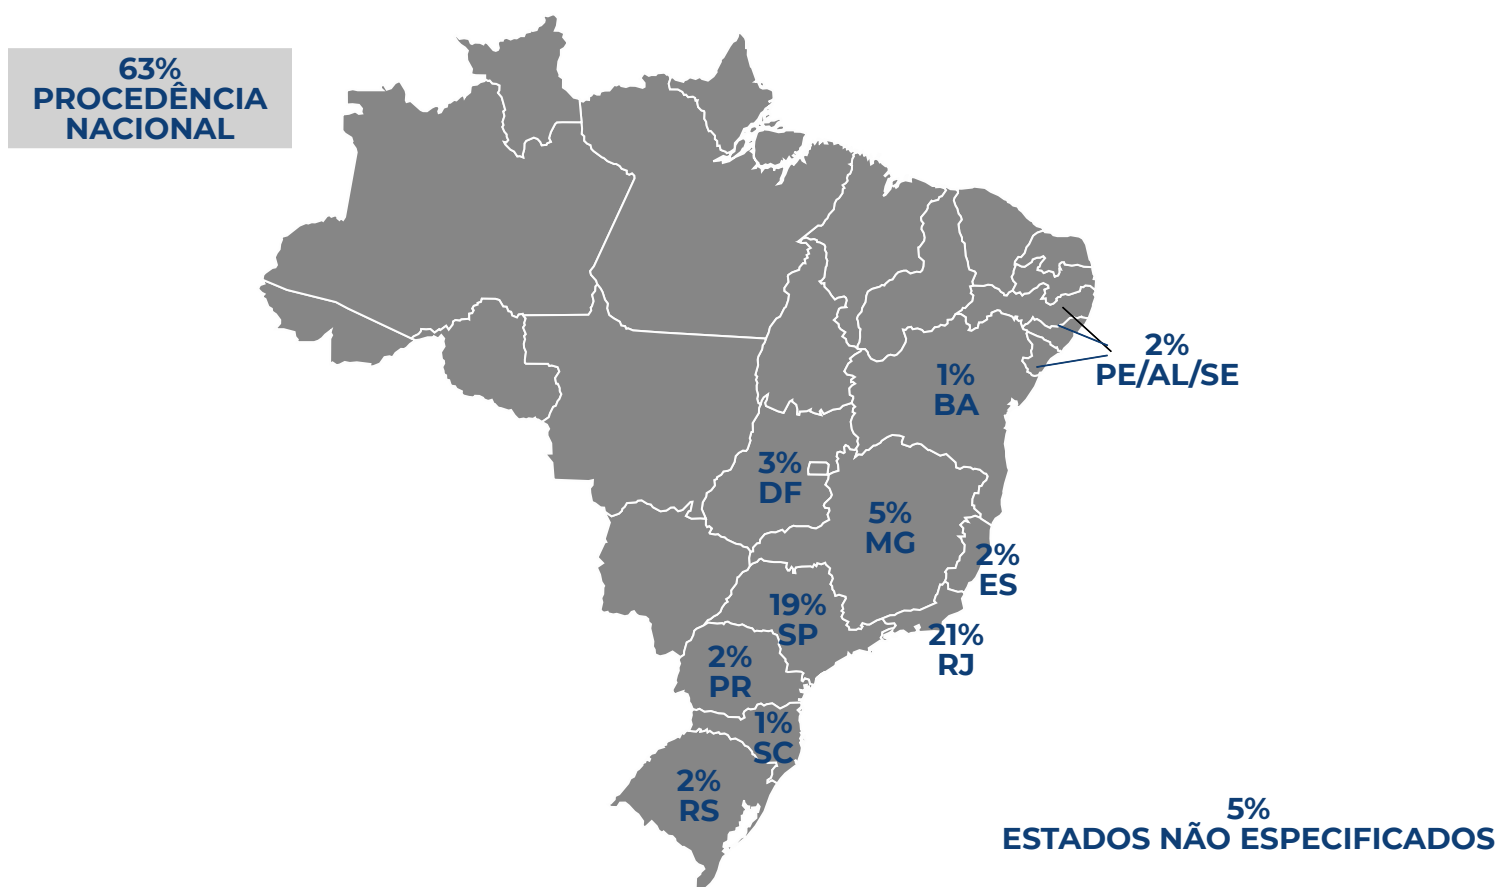 63%
PROCEDÊNCIA
NACIONAL
2%
PE/AL/SE
1%
BA
3%
DF
5%
MG
2%
ES
19%
SP
21%
RJ
2%
PR
1%
SC
2%
RS
5%
ESTADOS NÃO ESPECIFICADOS